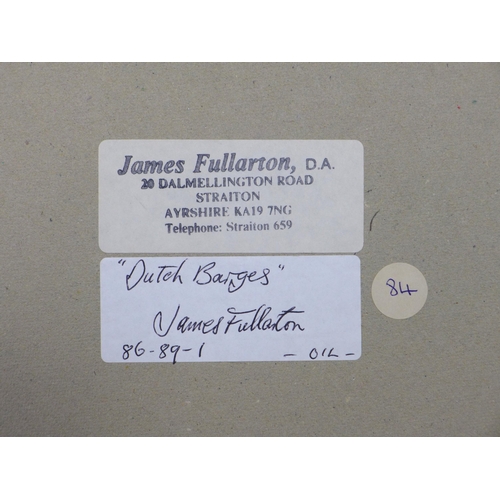 James Fullarton, D.A.
20 DALMELLINGTON ROAD
STRAITON
AYRSHIRE KA19 7NG
Telephone: Straiton 659
"Dutch Barges"
James Fullarton
86-89-1 - OIL -
84